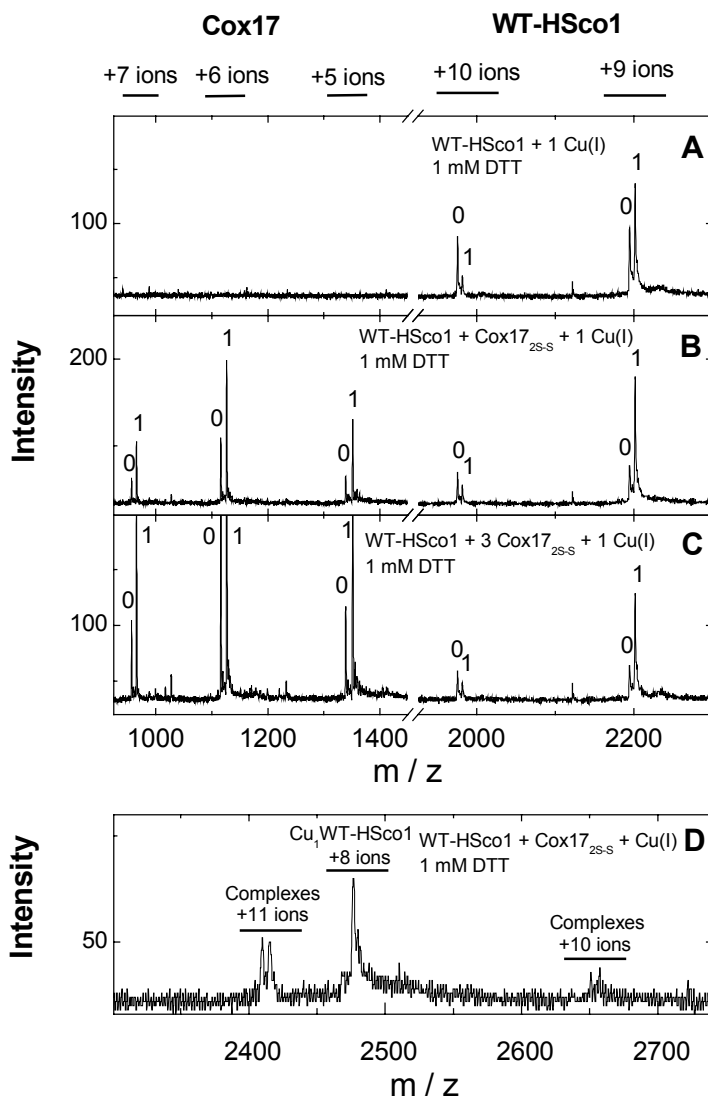 Cox17 WT-HSco1
+7 ions +6 ions +5 ions +10 ions +9 ions
WT-HSco1 + 1 Cu(I) A
1 mM DTT
100
0 1 0 1
WT-HSco1 + Cox17₂S-S + 1 Cu(I) B
1 mM DTT
200
0 1 0 1 0 1 0 1 0 1
WT-HSco1 + 3 Cox17₂S-S + 1 Cu(I) C
1 mM DTT
100
0 1 0 1 0 1 0 1 0 1
Intensity
1000 1200 1400 2000 2200
m / z
Cu₁WT-HSco1 WT-HSco1 + Cox17₂S-S + Cu(I) D
+8 ions 1 mM DTT
Complexes
+11 ions
Complexes
+10 ions
50
Intensity
2400 2500 2600 2700
m / z